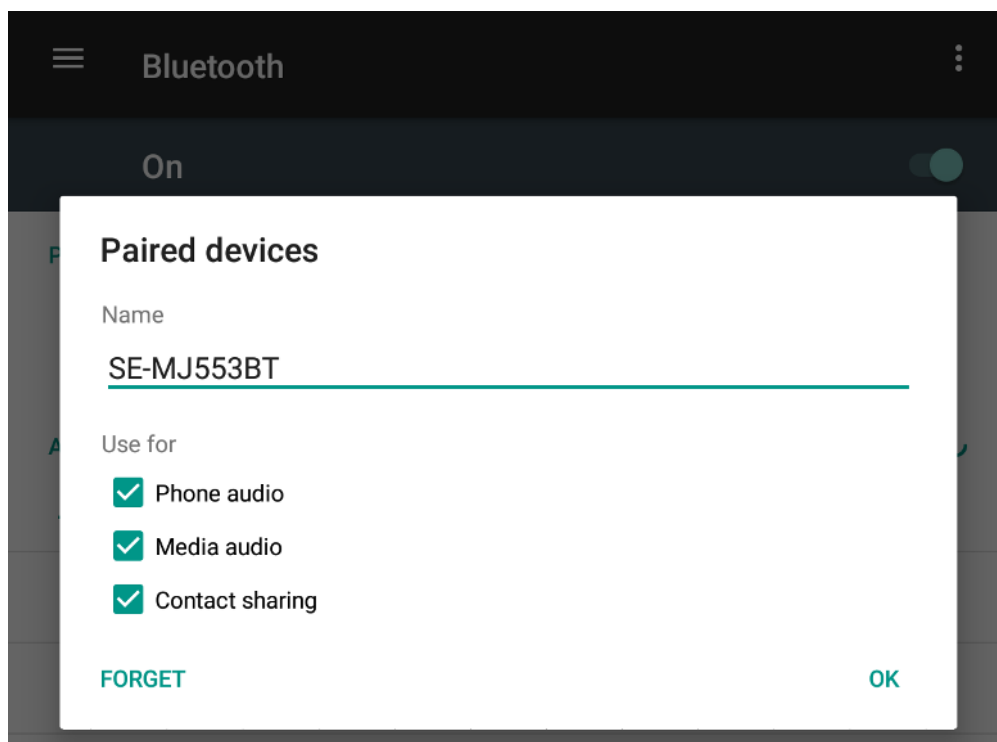 Bluetooth
On
P
Paired devices
Name
SE-MJ553BT
A
Use for
Phone audio
Media audio
Contact sharing
FORGET
OK